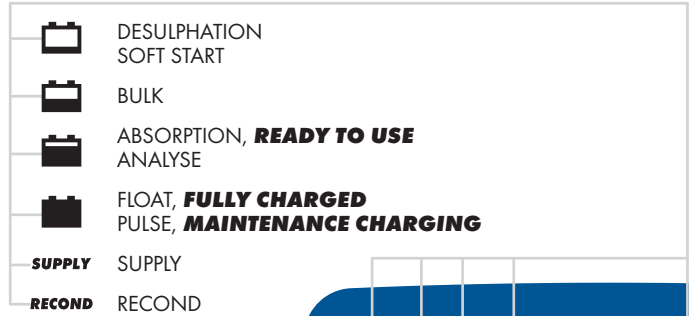 DESULPHATION
SOFT START
BULK
ABSORPTION, READY TO USE
ANALYSE
FLOAT, FULLY CHARGED
PULSE, MAINTENANCE CHARGING
SUPPLY SUPPLY
RECOND RECOND